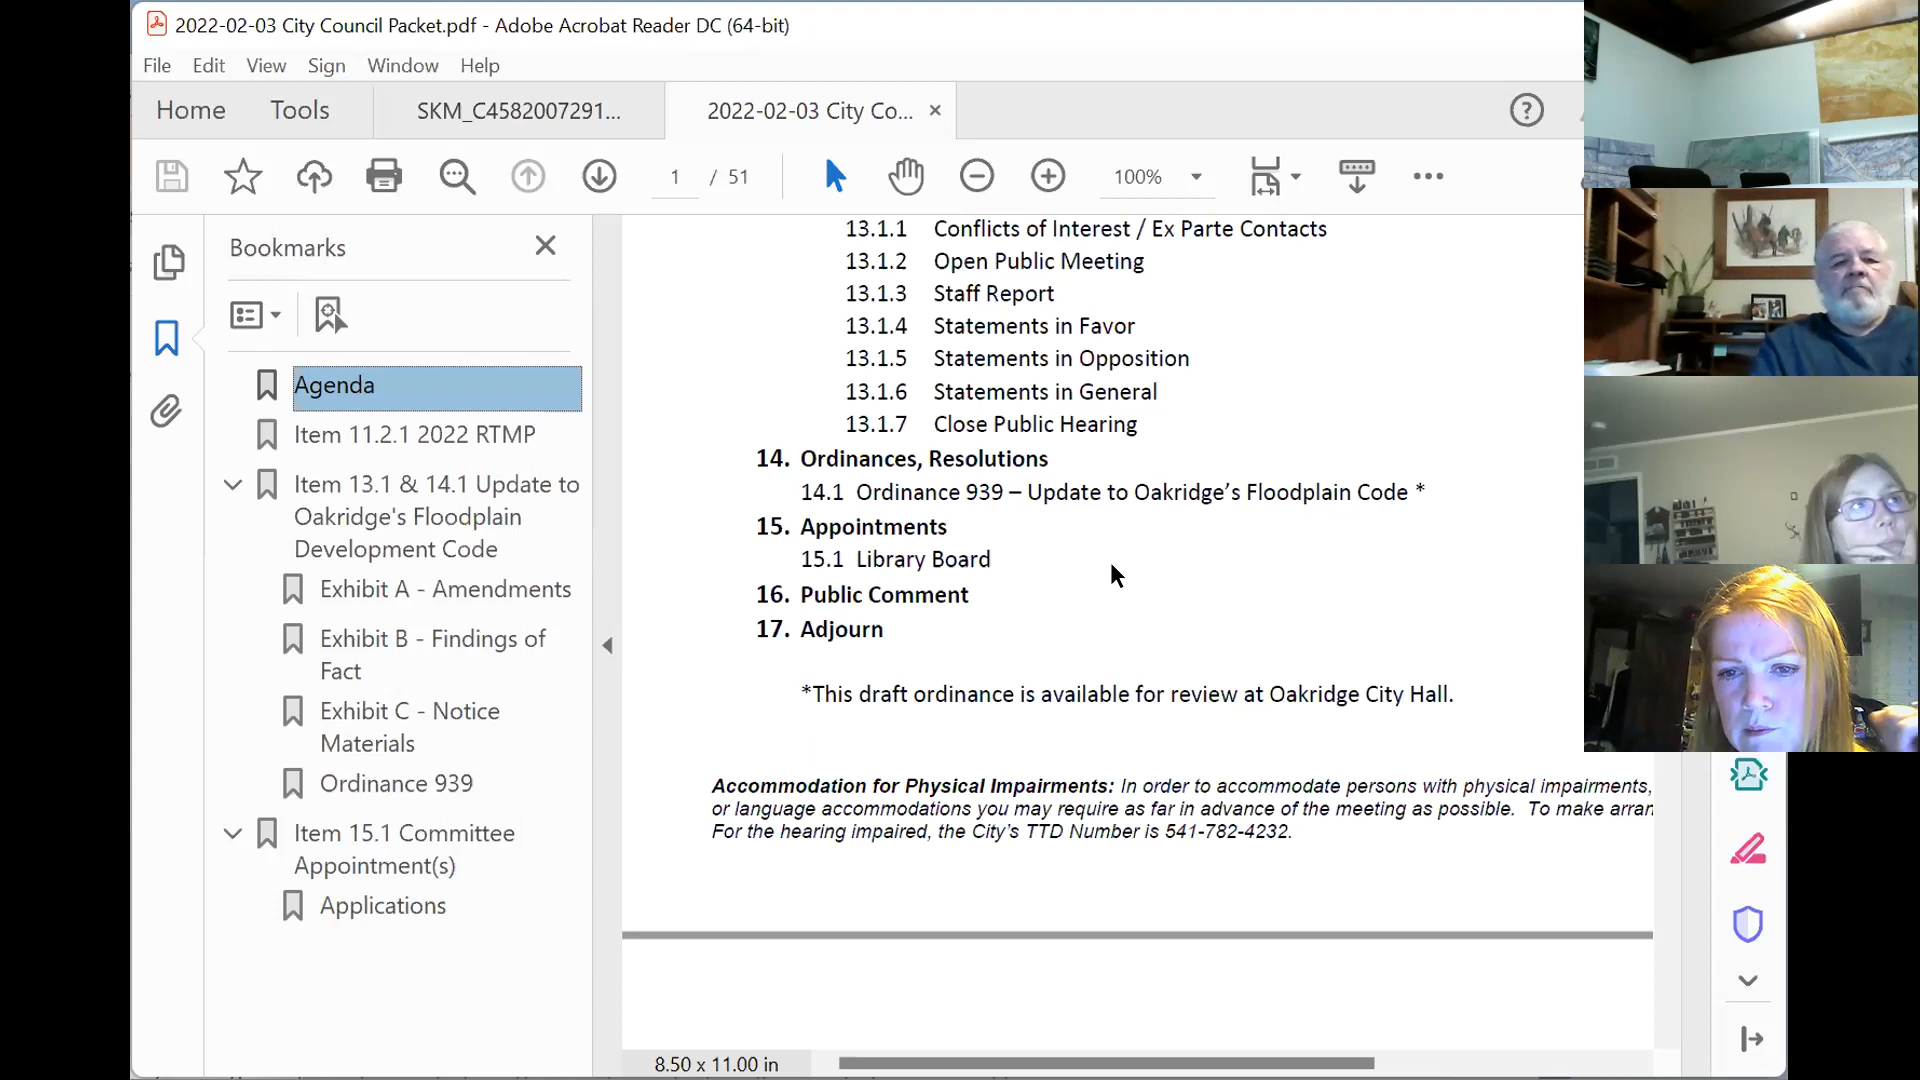 2022-02-03 City Council Packet.pdf - Adobe Acrobat Reader DC (64-bit)
File Edit View Sign Window Help
Home Tools SKM_C4582007291... 2022-02-03 City Co... ×
1 / 51 100%
Bookmarks
Agenda
Item 11.2.1 2022 RTMP
Item 13.1 & 14.1 Update to
Oakridge's Floodplain
Development Code
Exhibit A - Amendments
Exhibit B - Findings of
Fact
Exhibit C - Notice
Materials
Ordinance 939
Item 15.1 Committee
Appointment(s)
Applications
13.1.1 Conflicts of Interest / Ex Parte Contacts
13.1.2 Open Public Meeting
13.1.3 Staff Report
13.1.4 Statements in Favor
13.1.5 Statements in Opposition
13.1.6 Statements in General
13.1.7 Close Public Hearing
14. Ordinances, Resolutions
14.1 Ordinance 939 – Update to Oakridge’s Floodplain Code *
15. Appointments
15.1 Library Board
16. Public Comment
17. Adjourn
*This draft ordinance is available for review at Oakridge City Hall.
Accommodation for Physical Impairments: In order to accommodate persons with physical impairments,
or language accommodations you may require as far in advance of the meeting as possible. To make arran
For the hearing impaired, the City’s TTD Number is 541-782-4232.
8.50 x 11.00 in